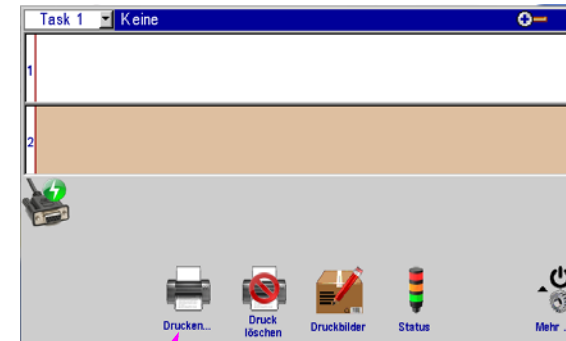 Task 1 Keine
1
2
Drucken...
Druck
löschen
Druckbilder
Status
Mehr ..